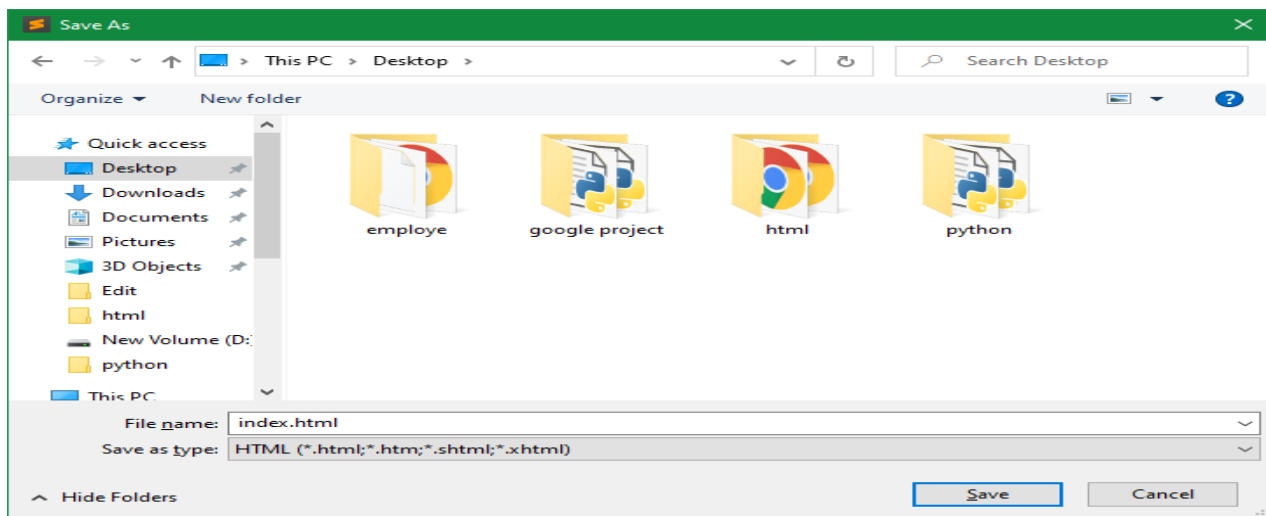 Save As
This PC > Desktop >
Search Desktop
Organize
New folder
Quick access
Desktop
Downloads
Documents
Pictures
3D Objects
Edit
html
New Volume (D:
python
This PC
employe
google project
html
python
File name: index.html
Save as type: HTML (*.html;*.htm;*.shtml;*.xhtml)
Hide Folders
Save
Cancel